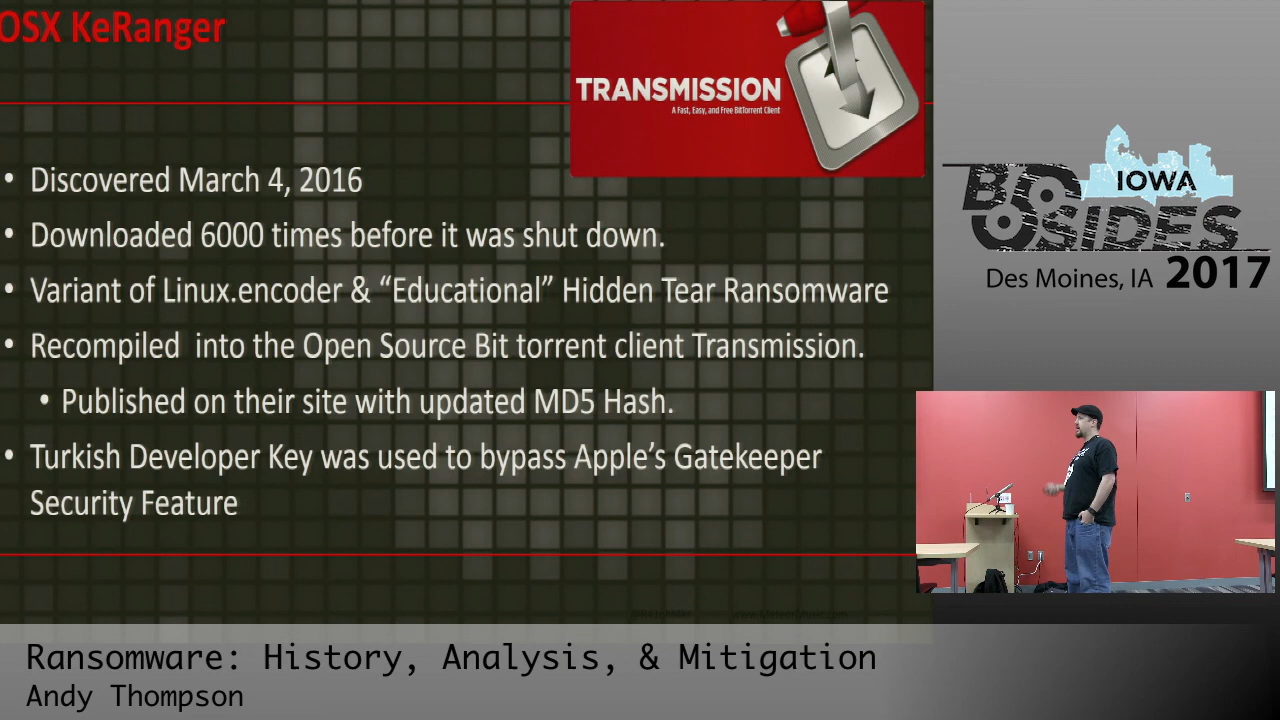 OSX KeRanger
TRANSMISSION
A Fast, Easy, and Free BitTorrent Client
• Discovered March 4, 2016
• Downloaded 6000 times before it was shut down.
• Variant of Linux.encoder & “Educational” Hidden Tear Ransomware
• Recompiled  into the Open Source Bit torrent client Transmission.
• Published on their site with updated MD5 Hash.
• Turkish Developer Key was used to bypass Apple’s Gatekeeper
Security Feature
IOWA
BSIDES
Des Moines, IA 2017
Ransomware: History, Analysis, & Mitigation
Andy Thompson